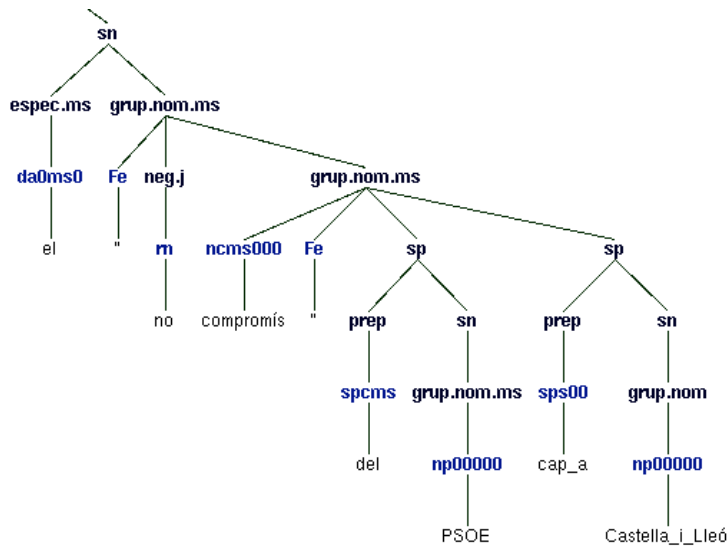 sn
espec.ms grup.nom.ms
da0ms0 Fe neg.j grup.nom.ms
el " rn ncms000 Fe sp sp
no compromís " prep sn prep sn
spcms grup.nom.ms sps00 grup.nom
del np00000 cap_a np00000
PSOE Castella_i_Lleó